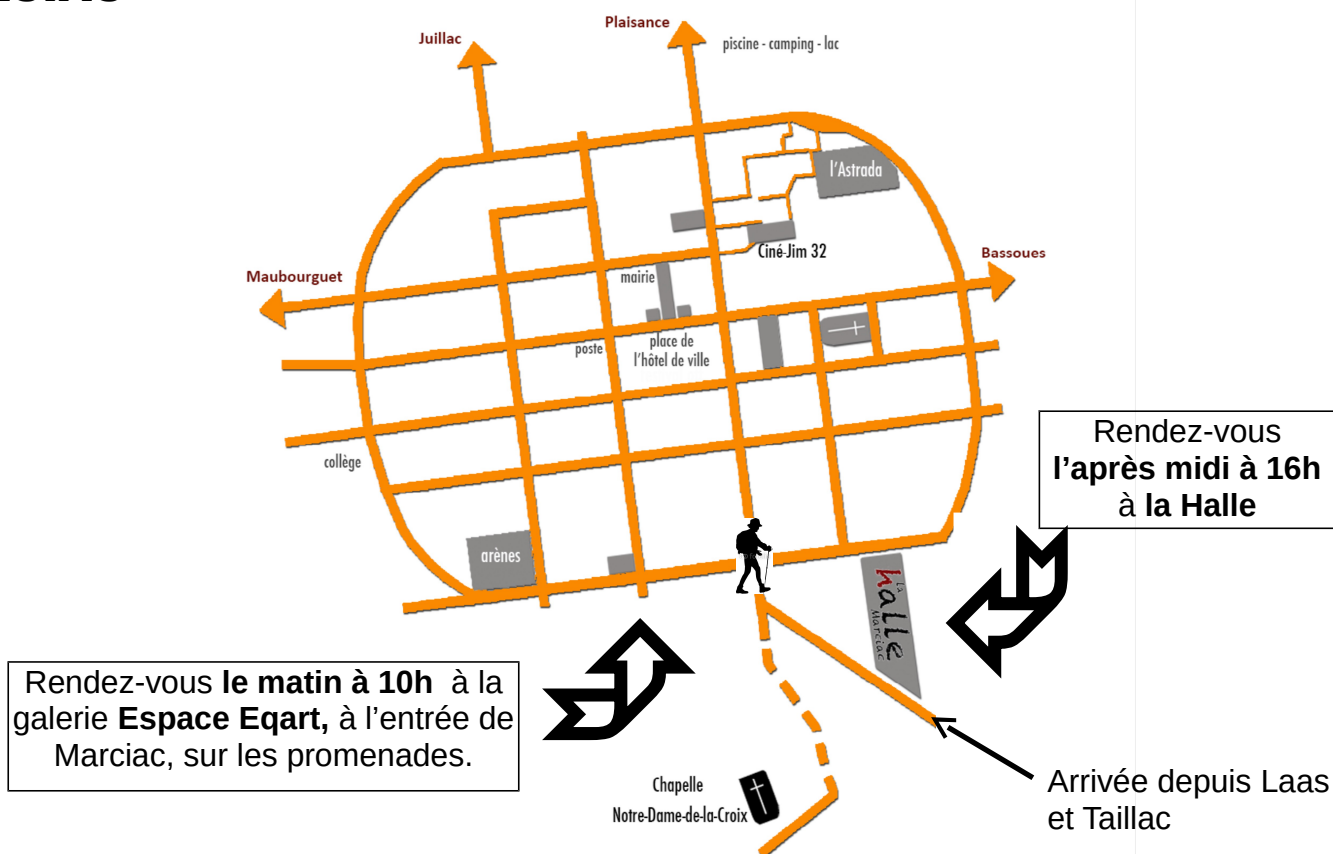 Plaisance
Juillac
piscine - camping - lac
l'Astrada
Ciné-Jim 32
Bassoues
Maubourguet
mairie
place de
l'hôtel de ville
poste
collège
arènes
Rendez-vous
l'après midi à 16h
à la Halle
la
halle
Marciac
Rendez-vous le matin à 10h à la
galerie Espace Eqart, à l'entrée de
Marciac, sur les promenades.
Chapelle
Notre-Dame-de-la-Croix
Arrivée depuis Laas
et Taillac